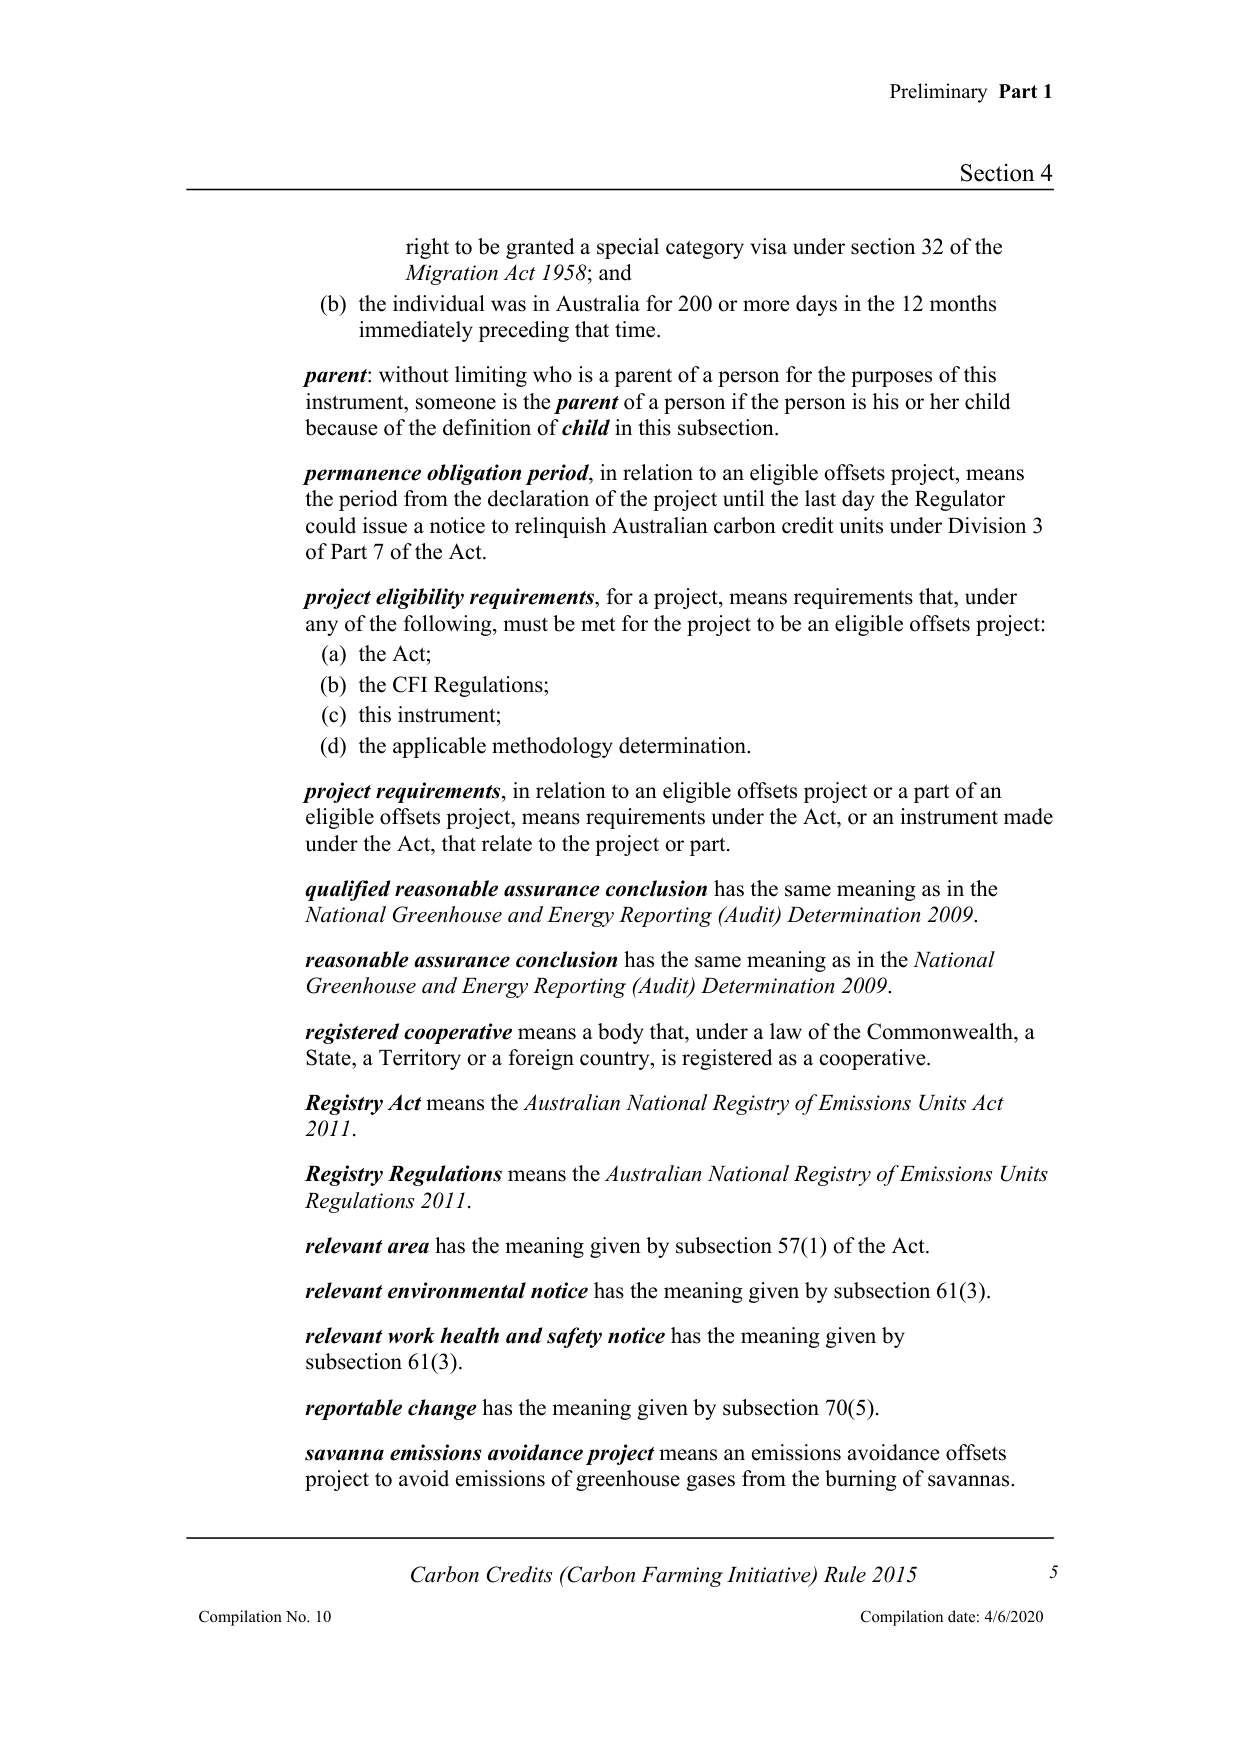 Preliminary Part 1
Section 4
right to be granted a special category visa under section 32 of the
Migration Act 1958; and
(b) the individual was in Australia for 200 or more days in the 12 months
immediately preceding that time.
parent: without limiting who is a parent of a person for the purposes of this
instrument, someone is the parent of a person if the person is his or her child
because of the definition of child in this subsection.
permanence obligation period, in relation to an eligible offsets project, means
the period from the declaration of the project until the last day the Regulator
could issue a notice to relinquish Australian carbon credit units under Division 3
of Part 7 of the Act.
project eligibility requirements, for a project, means requirements that, under
any of the following, must be met for the project to be an eligible offsets project:
(a) the Act;
(b) the CFI Regulations;
(c) this instrument;
(d) the applicable methodology determination.
project requirements, in relation to an eligible offsets project or a part of an
eligible offsets project, means requirements under the Act, or an instrument made
under the Act, that relate to the project or part.
qualified reasonable assurance conclusion has the same meaning as in the
National Greenhouse and Energy Reporting (Audit) Determination 2009.
reasonable assurance conclusion has the same meaning as in the National
Greenhouse and Energy Reporting (Audit) Determination 2009.
registered cooperative means a body that, under a law of the Commonwealth, a
State, a Territory or a foreign country, is registered as a cooperative.
Registry Act means the Australian National Registry of Emissions Units Act
2011.
Registry Regulations means the Australian National Registry of Emissions Units
Regulations 2011.
relevant area has the meaning given by subsection 57(1) of the Act.
relevant environmental notice has the meaning given by subsection 61(3).
relevant work health and safety notice has the meaning given by
subsection 61(3).
reportable change has the meaning given by subsection 70(5).
savanna emissions avoidance project means an emissions avoidance offsets
project to avoid emissions of greenhouse gases from the burning of savannas.
Carbon Credits (Carbon Farming Initiative) Rule 2015 5
Compilation No. 10 Compilation date: 4/6/2020